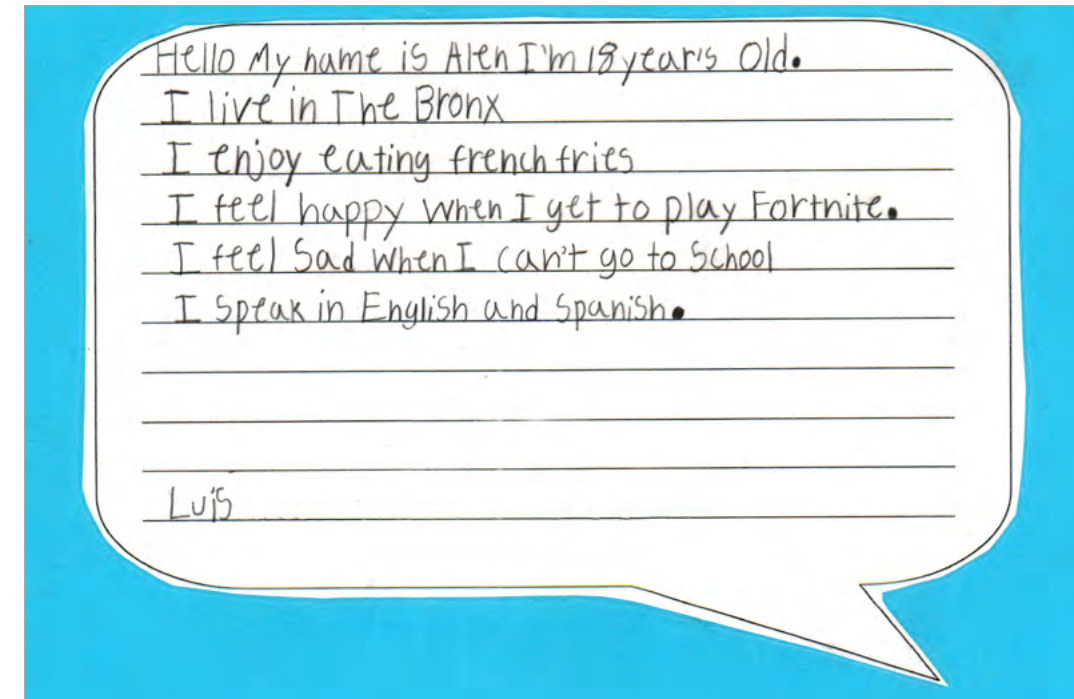 Hello My name is Alen I'm 18 year's Old.
I live in The Bronx
I enjoy eating french fries
I feel happy when I get to play Fortnite.
I feel Sad when I can't go to School
I Speak in English and Spanish.
Luis